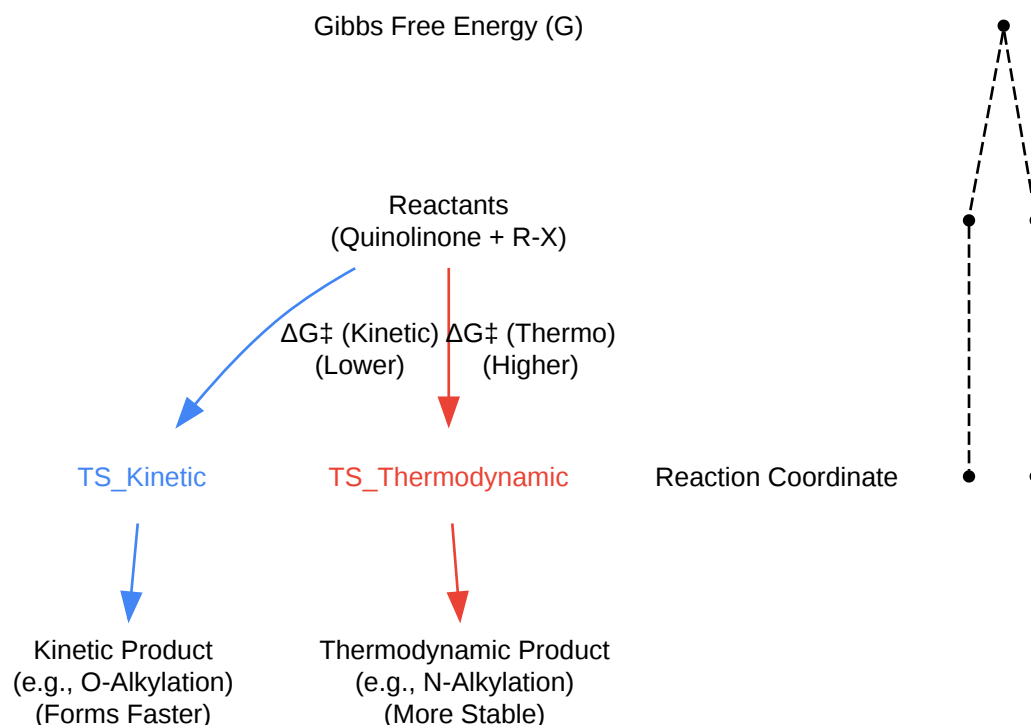 Gibbs Free Energy (G)
Reactants
(Quinolinone + R-X)
ΔG‡ (Kinetic)
(Lower)
ΔG‡ (Thermo)
(Higher)
TS_Kinetic
TS_Thermodynamic
Reaction Coordinate
Kinetic Product
(e.g., O-Alkylation)
(Forms Faster)
Thermodynamic Product
(e.g., N-Alkylation)
(More Stable)